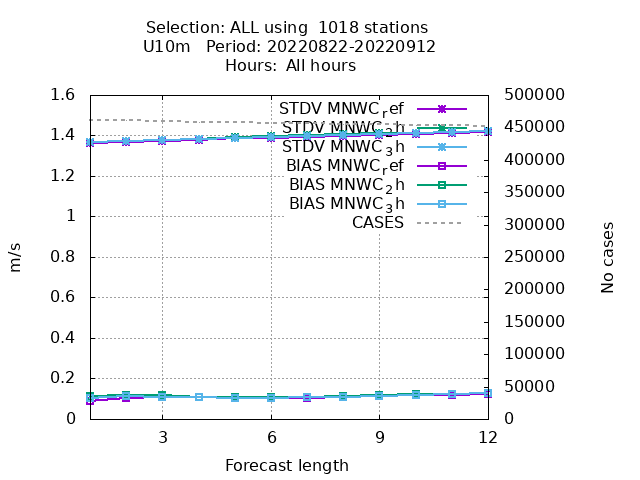 Selection: ALL using  1018 stations
U10m   Period: 20220822-20220912
Hours:  All hours
1.6
1.4
1.2
1
0.8
0.6
0.4
0.2
0
m/s
STDV MNWC_ref
STDV MNWC_2h
STDV MNWC_3h
BIAS MNWC_ref
BIAS MNWC_2h
BIAS MNWC_3h
CASES
500000
450000
400000
350000
300000
250000
200000
150000
100000
50000
0
No cases
3 6 9 12
Forecast length